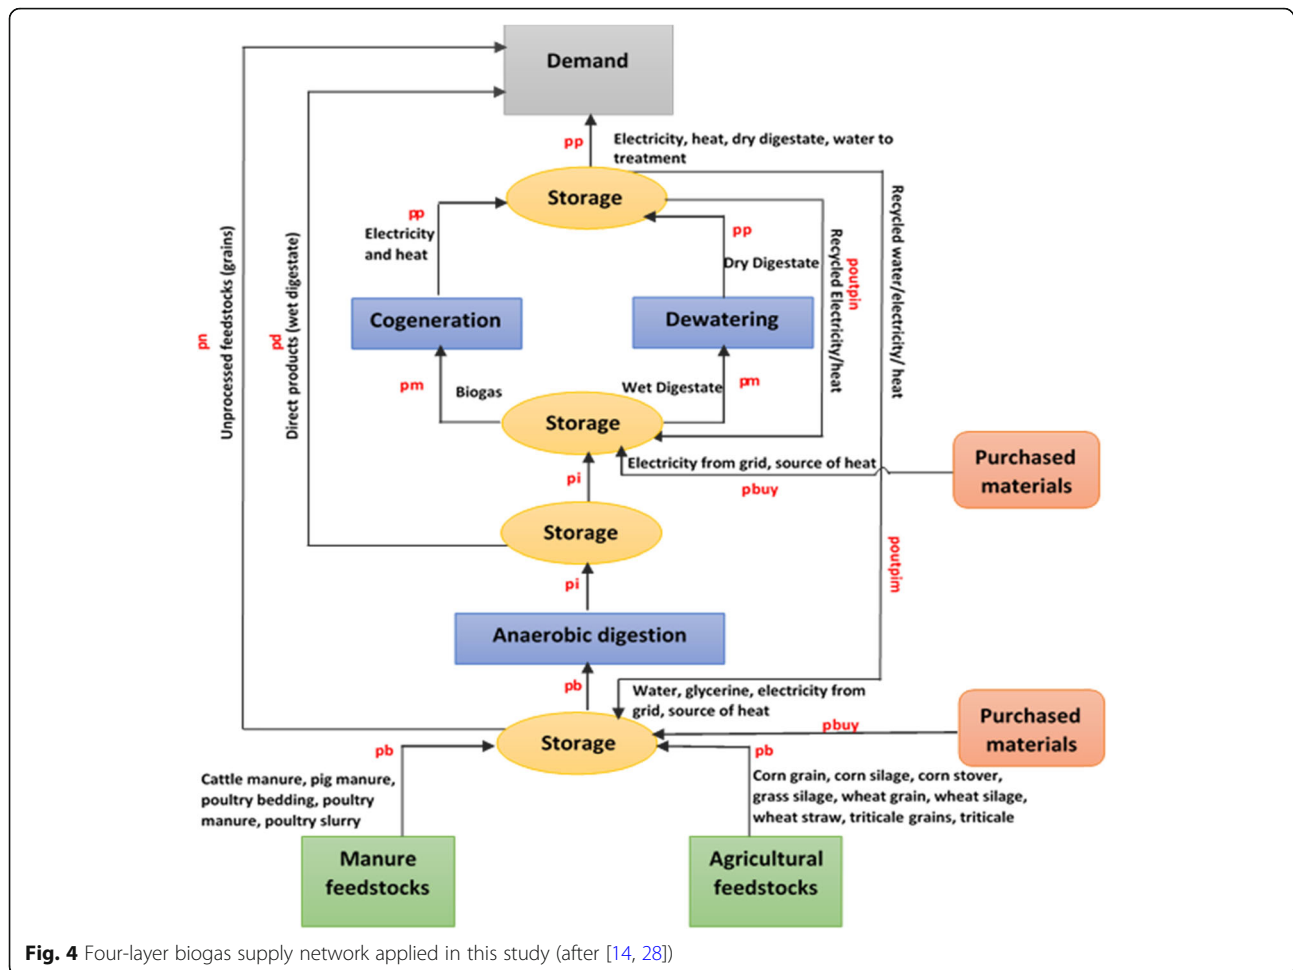 Demand
pp
Electricity, heat, dry digestate, water to
treatment
Storage
pp
Electricity
and heat
pp
Dry Digestate
poutpin
Recycled Electricity/heat
Recycled water/electricity/ heat
pn
Unprocessed feedstocks (grains)
pd
Direct products (wet digestate)
Cogeneration
Dewatering
pm
Biogas
Wet Digestate
pm
Storage
Electricity from grid, source of heat
pbuy
Purchased
materials
pi
Storage
poutpim
pi
Anaerobic digestion
pb
Water, glycerine, electricity from
grid, source of heat
pbuy
Purchased
materials
Storage
pb
Cattle manure, pig manure,
poultry bedding, poultry
manure, poultry slurry
pb
Corn grain, corn silage, corn stover,
grass silage, wheat grain, wheat silage,
wheat straw, triticale grains, triticale
Manure
feedstocks
Agricultural
feedstocks
Fig. 4 Four-layer biogas supply network applied in this study (after [14, 28])